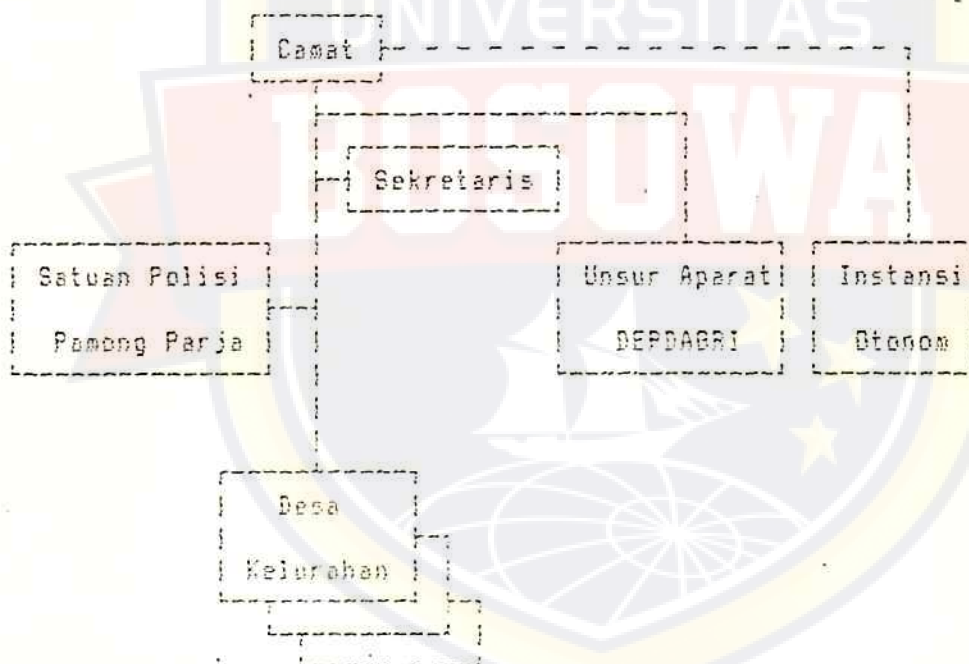 UNIVERSITAS
BOSOWA
Camat
Sekretaris
Satuan Polisi
Pamong Parja
Unsur Aparat
DEPDAGRI
Instansi
Otonom
Desa
Kelurahan